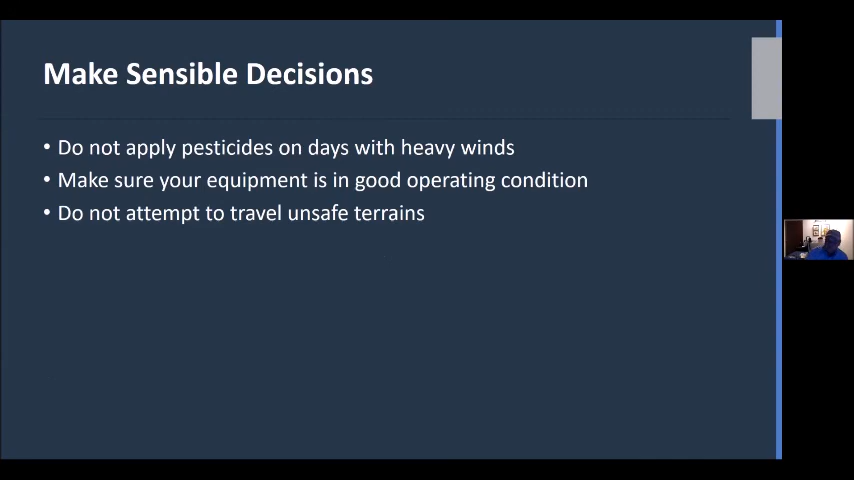 Make Sensible Decisions
• Do not apply pesticides on days with heavy winds
• Make sure your equipment is in good operating condition
• Do not attempt to travel unsafe terrains